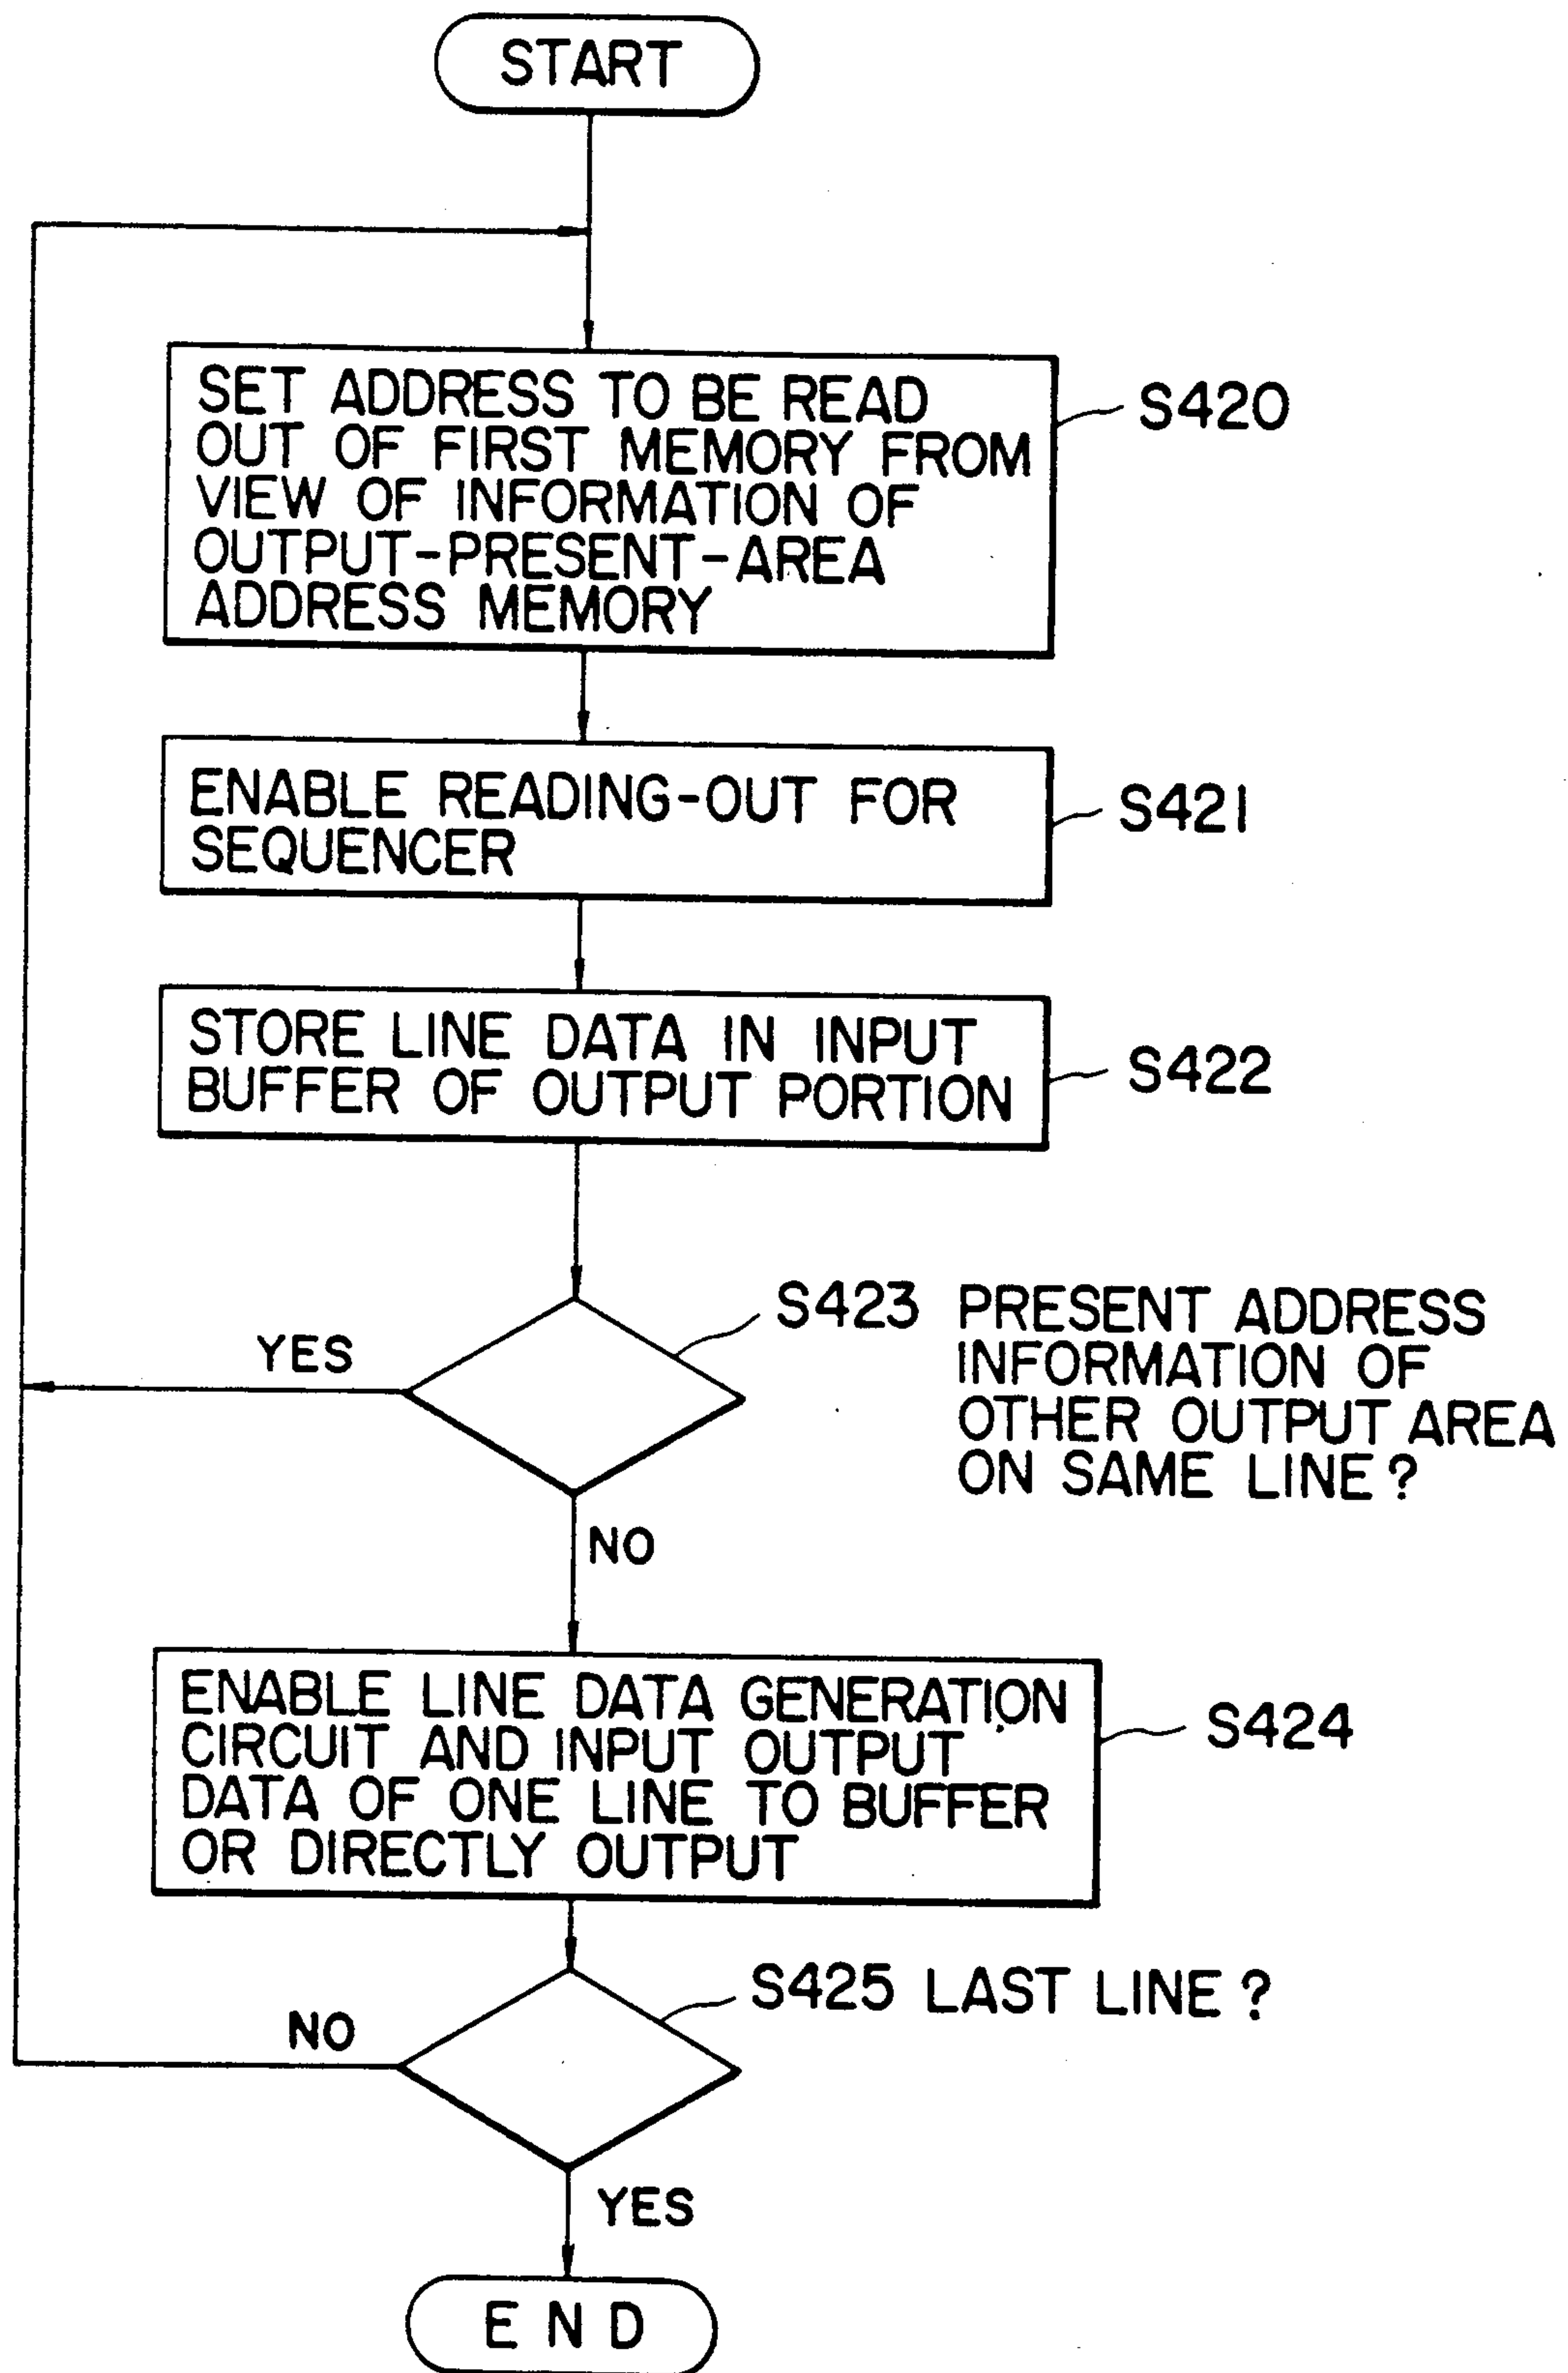 START
SET ADDRESS TO BE READ
OUT OF FIRST MEMORY FROM
VIEW OF INFORMATION OF
OUTPUT-PRESENT-AREA
ADDRESS MEMORY
S420
ENABLE READING-OUT FOR
SEQUENCER
S421
STORE LINE DATA IN INPUT
BUFFER OF OUTPUT PORTION
S422
S423 PRESENT ADDRESS
INFORMATION OF
OTHER OUTPUT AREA
ON SAME LINE?
YES
NO
ENABLE LINE DATA GENERATION
CIRCUIT AND INPUT OUTPUT
DATA OF ONE LINE TO BUFFER
OR DIRECTLY OUTPUT
S424
S425 LAST LINE?
NO
YES
END